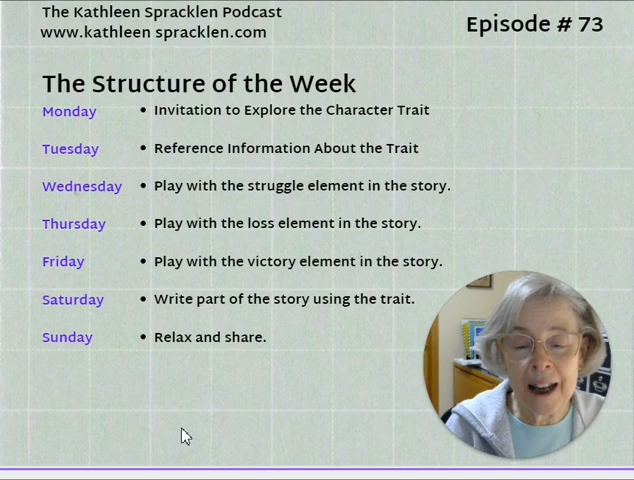 The Kathleen Spracklen Podcast
www.kathleen spracklen.com
Episode # 73
The Structure of the Week
Monday • Invitation to Explore the Character Trait
Tuesday • Reference Information About the Trait
Wednesday • Play with the struggle element in the story.
Thursday • Play with the loss element in the story.
Friday • Play with the victory element in the story.
Saturday • Write part of the story using the trait.
Sunday • Relax and share.